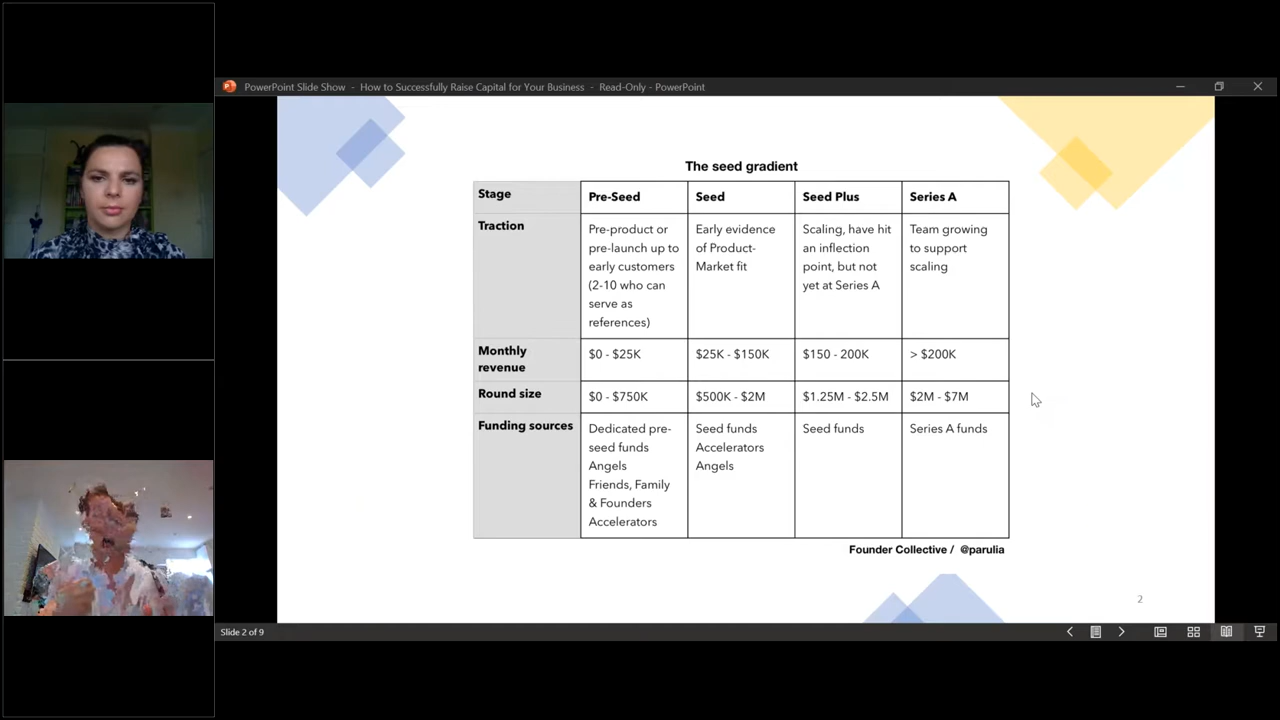 PowerPoint Slide Show - How to Successfully Raise Capital for Your Business - Read-Only - PowerPoint
The seed gradient
Stage
Pre-Seed
Seed
Seed Plus
Series A
Traction
Pre-product or
pre-launch up to
early customers
(2-10 who can
serve as
references)
Early evidence
of Product-
Market fit
Scaling, have hit
an inflection
point, but not
yet at Series A
Team growing
to support
scaling
Monthly
revenue
$0 - $25K
$25K - $150K
$150 - 200K
> $200K
Round size
$0 - $750K
$500K - $2M
$1.25M - $2.5M
$2M - $7M
Funding sources
Dedicated pre-
seed funds
Angels
Friends, Family
& Founders
Accelerators
Seed funds
Accelerators
Angels
Seed funds
Series A funds
Founder Collective / @parulia
2
Slide 2 of 9